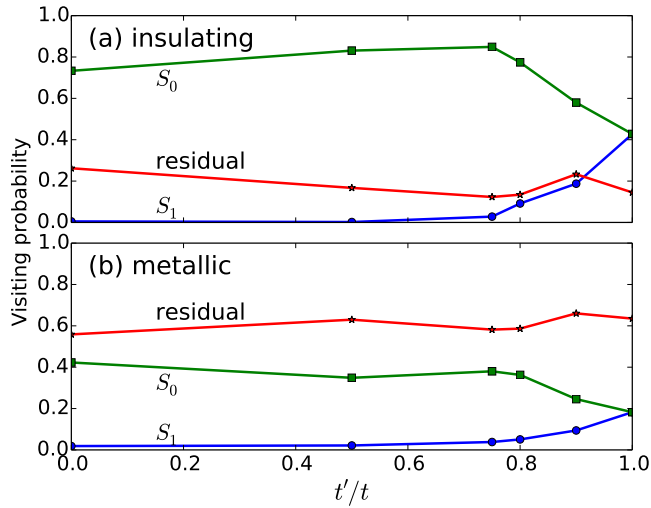 Visiting probability
1.0
0.8
0.6
0.4
0.2
0.0
(a) insulating
S₀
residual
S₁
1.0
0.8
0.6
0.4
0.2
0.0
(b) metallic
residual
S₀
S₁
0.0 0.2 0.4 0.6 0.8 1.0
t′/t